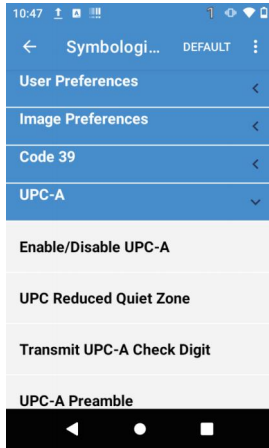 10:47
Symbologi... DEFAULT
User Preferences
Image Preferences
Code 39
UPC-A
Enable/Disable UPC-A
UPC Reduced Quiet Zone
Transmit UPC-A Check Digit
UPC-A Preamble